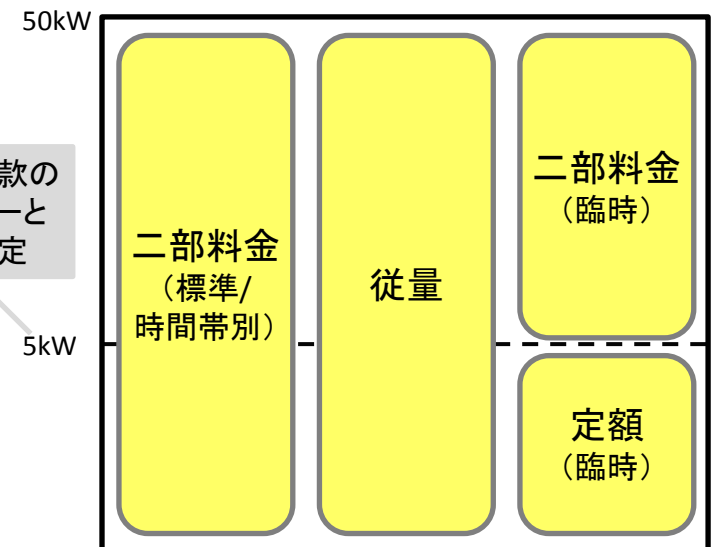 50kW
款の
ーと
定
5kW
二部料金
（標準/
時間帯別）
従量
二部料金
（臨時）
定額
（臨時）